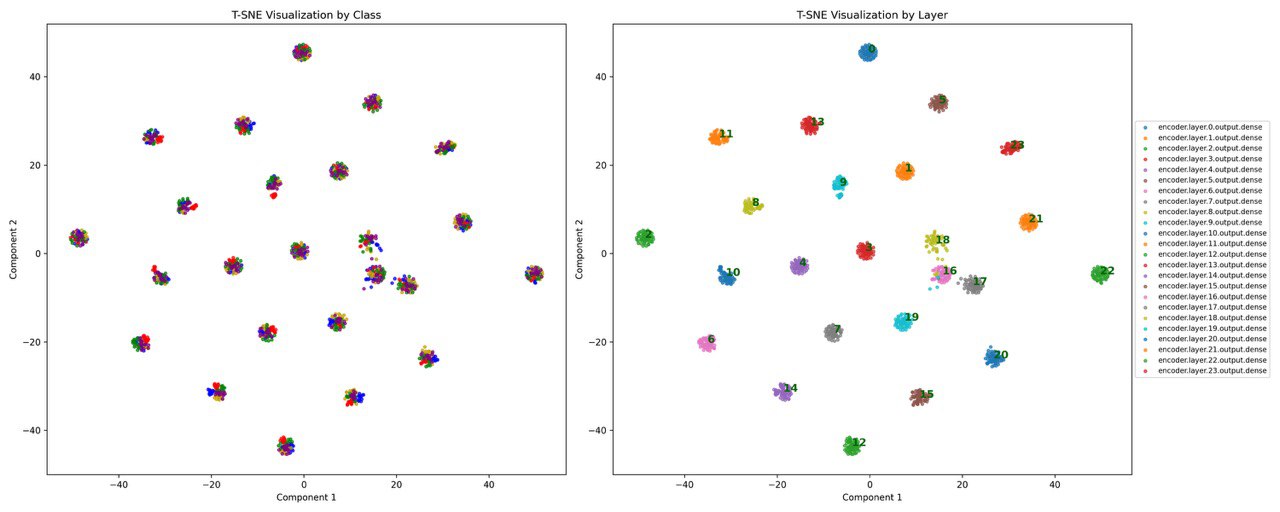 T-SNE Visualization by Class
Component 2
40
20
0
−20
−40
−40
−20
0
20
40
Component 1
T-SNE Visualization by Layer
Component 2
40
20
0
−20
−40
−40
−20
0
20
40
Component 1
0
5
13
11
23
1
9
8
21
2
18
3
4
16
10
22
17
19
7
6
20
14
15
12
encoder.layer.0.output.dense
encoder.layer.1.output.dense
encoder.layer.2.output.dense
encoder.layer.3.output.dense
encoder.layer.4.output.dense
encoder.layer.5.output.dense
encoder.layer.6.output.dense
encoder.layer.7.output.dense
encoder.layer.8.output.dense
encoder.layer.9.output.dense
encoder.layer.10.output.dense
encoder.layer.11.output.dense
encoder.layer.12.output.dense
encoder.layer.13.output.dense
encoder.layer.14.output.dense
encoder.layer.15.output.dense
encoder.layer.16.output.dense
encoder.layer.17.output.dense
encoder.layer.18.output.dense
encoder.layer.19.output.dense
encoder.layer.20.output.dense
encoder.layer.21.output.dense
encoder.layer.22.output.dense
encoder.layer.23.output.dense